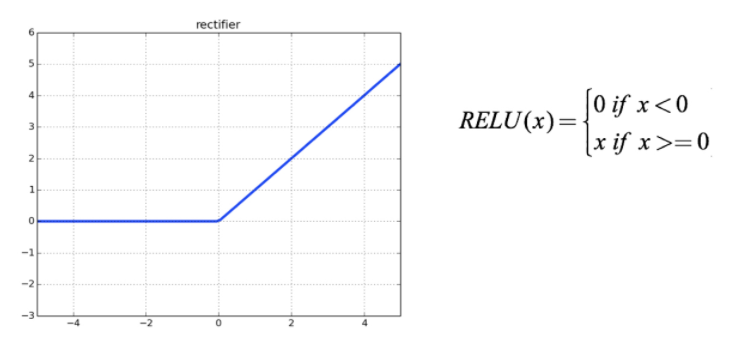 rectifier
6
5
4
3
2
1
0
−1
−2
−3
−4 −2 0 2 4
RELU(x)={0 if x<0
x if x>=0